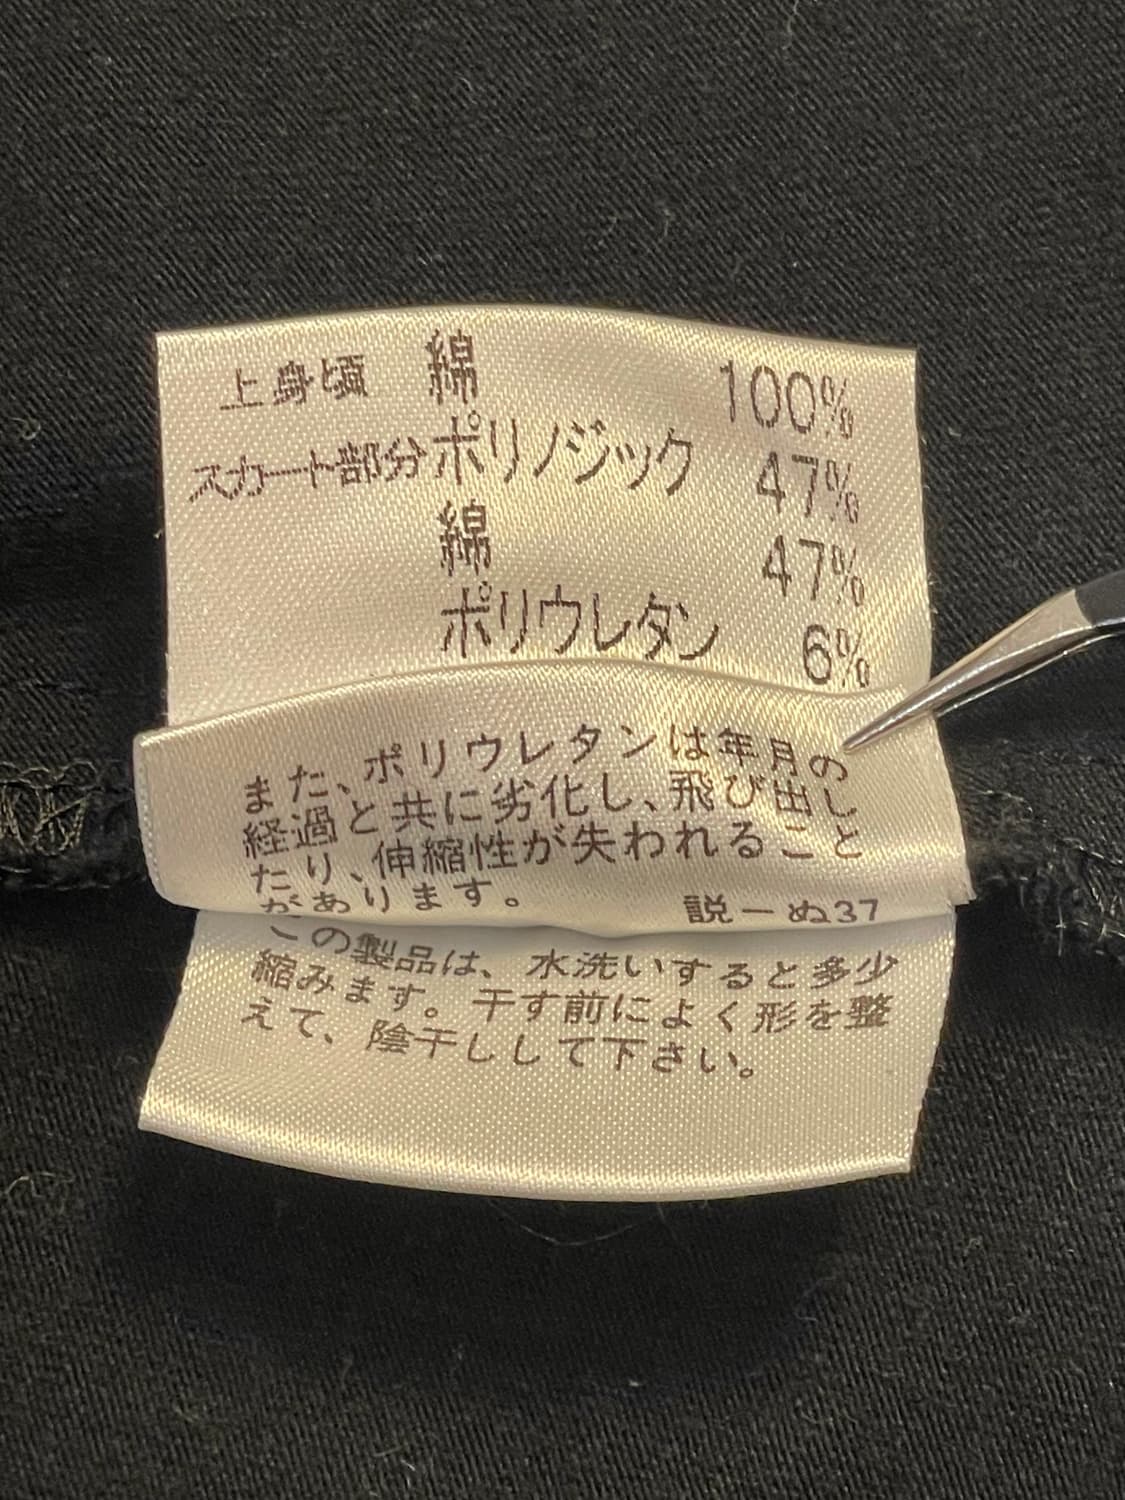 上身頃 綿 100%
スカート部分 ポリノジック 47%
綿 47%
ポリウレタン 6%
また、ポリウレタンは年月の
経過と共に劣化し、飛び出し
たり、伸縮性が失われること
があります。 説ーぬ37
この製品は、水洗いすると多少
縮みます。干す前によく形を整
えて、陰干しして下さい。